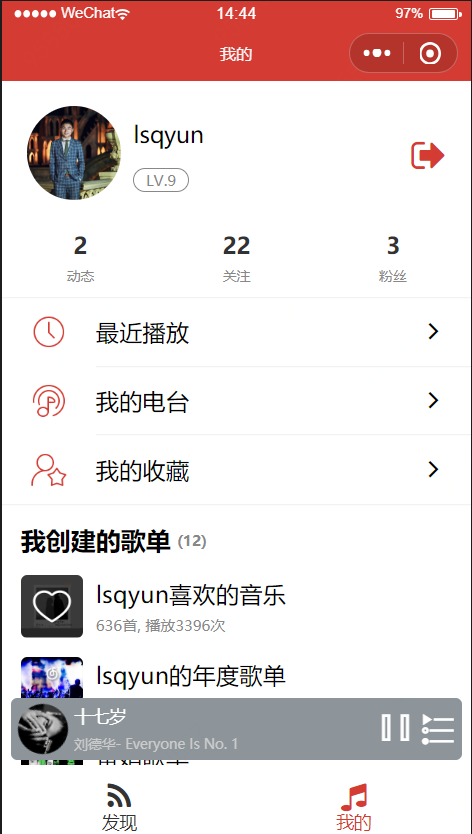 WeChat 14:44 97%
我的
lsqyun
LV.9
2 22 3
动态 关注 粉丝
最近播放
我的电台
我的收藏
我创建的歌单 (12)
lsqyun喜欢的音乐
636首, 播放3396次
lsqyun的年度歌单
十七岁
刘德华- Everyone Is No. 1
发现 我的